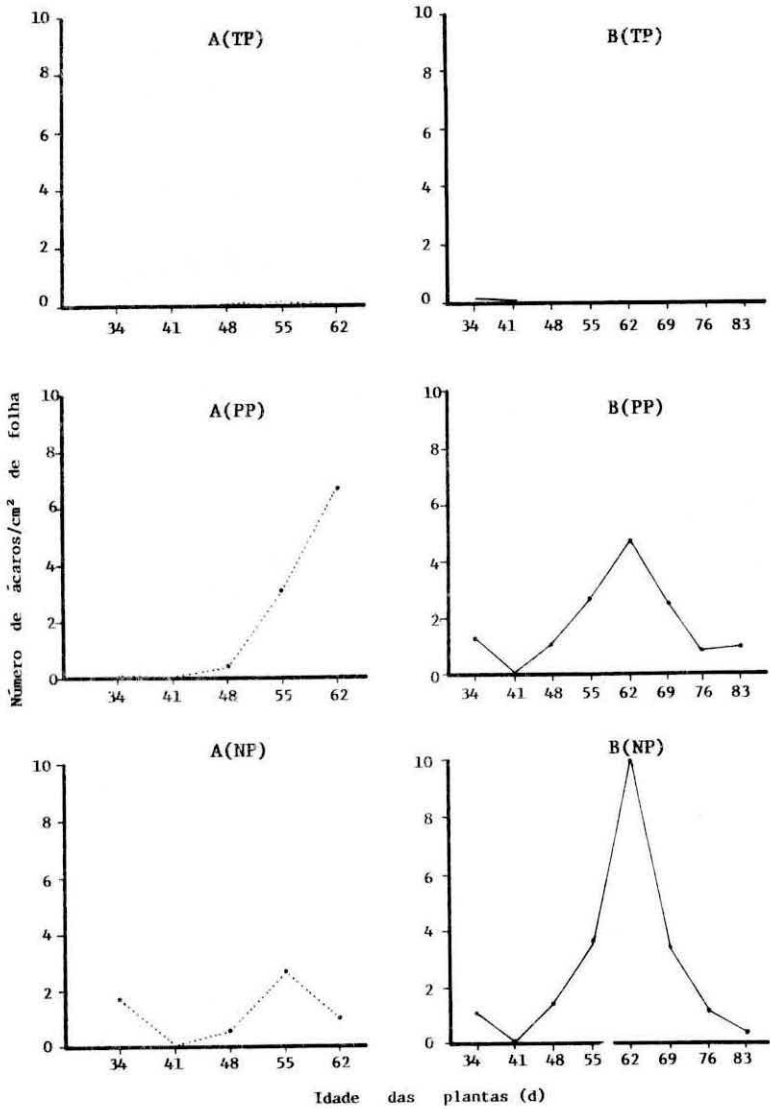 A(TP)
10
8
6
4
2
0
34 41 48 55 62
B(TP)
10
8
6
4
2
0
34 41 48 55 62 69 76 83
Número de ácaros/cm² de folha
A(PP)
10
8
6
4
2
0
34 41 48 55 62
B(PP)
10
8
6
4
2
0
34 41 48 55 62 69 76 83
A(NP)
10
8
6
4
2
0
34 41 48 55 62
B(NP)
10
8
6
4
2
0
34 41 48 55 62 69 76 83
Idade das plantas (d)